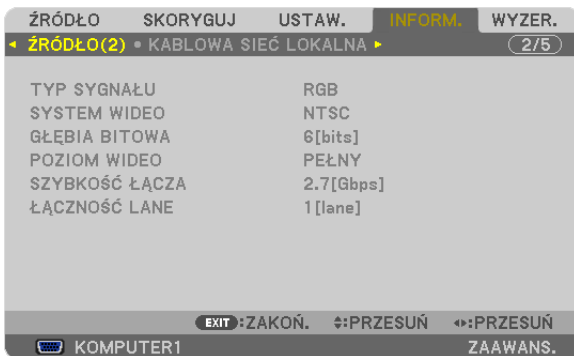 ŹRÓDŁO SKORYGUJ USTAW. INFORM. WYZER.
◂ ŹRÓDŁO(2) • KABLOWA SIEĆ LOKALNA ▸ 2/5
TYP SYGNAŁU RGB
SYSTEM WIDEO NTSC
GŁĘBIA BITOWA 6[bits]
POZIOM WIDEO PEŁNY
SZYBKOŚĆ ŁĄCZA 2.7[Gbps]
ŁĄCZNOŚĆ LANE 1[lane]
EXIT :ZAKOŃ. :PRZESUŃ :PRZESUŃ
KOMPUTER1 ZAAWANS.